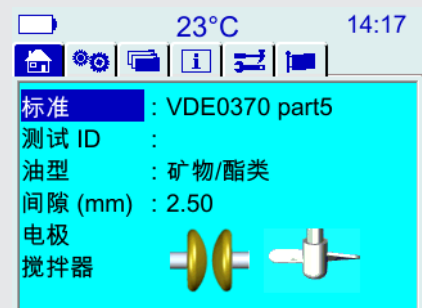 23°C 14:17
标准 : VDE0370 part5
测试 ID :
油型 : 矿物/酯类
间隙 (mm) : 2.50
电极
搅拌器